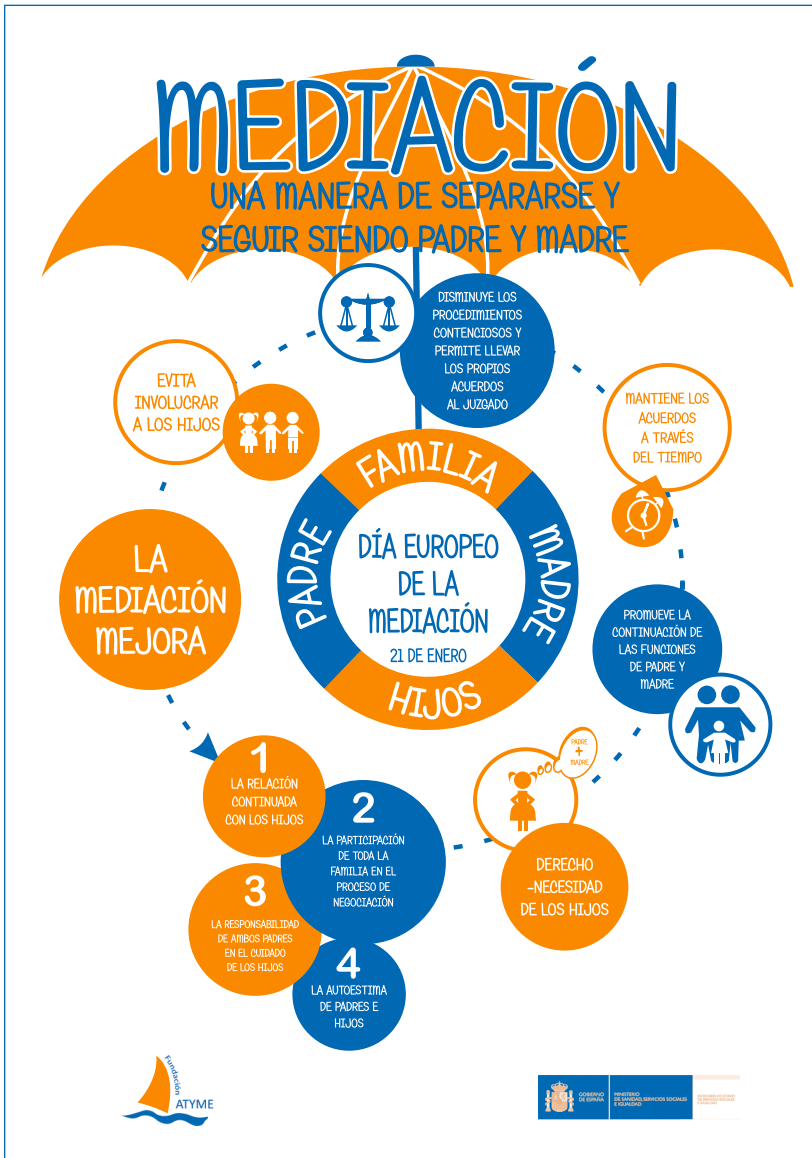 MEDIACIÓN
UNA MANERA DE SEPARARSE Y
SEGUIR SIENDO PADRE Y MADRE
DISMINUYE LOS
PROCEDIMIENTOS
CONTENCIOSOS Y
PERMITE LLEVAR
LOS PROPIOS
ACUERDOS
AL JUZGADO
EVITA
INVOLUCRAR
A LOS HIJOS
MANTIENE LOS
ACUERDOS
A TRAVÉS
DEL TIEMPO
FAMILIA
PADRE
MADRE
HIJOS
DÍA EUROPEO
DE LA
MEDIACIÓN
21 DE ENERO
LA
MEDIACIÓN
MEJORA
PROMUEVE LA
CONTINUACIÓN DE
LAS FUNCIONES
DE PADRE Y
MADRE
PADRE
+
MADRE
DERECHO
-NECESIDAD
DE LOS HIJOS
1
LA RELACIÓN
CONTINUADA
CON LOS HIJOS
2
LA PARTICIPACIÓN
DE TODA LA
FAMILIA EN EL
PROCESO DE
NEGOCIACIÓN
3
LA RESPONSABILIDAD
DE AMBOS PADRES
EN EL CUIDADO
DE LOS HIJOS
4
LA AUTOESTIMA
DE PADRES E
HIJOS
Fundación
ATYME
GOBIERNO
DE ESPAÑA
MINISTERIO
DE SANIDAD, SERVICIOS SOCIALES
E IGUALDAD